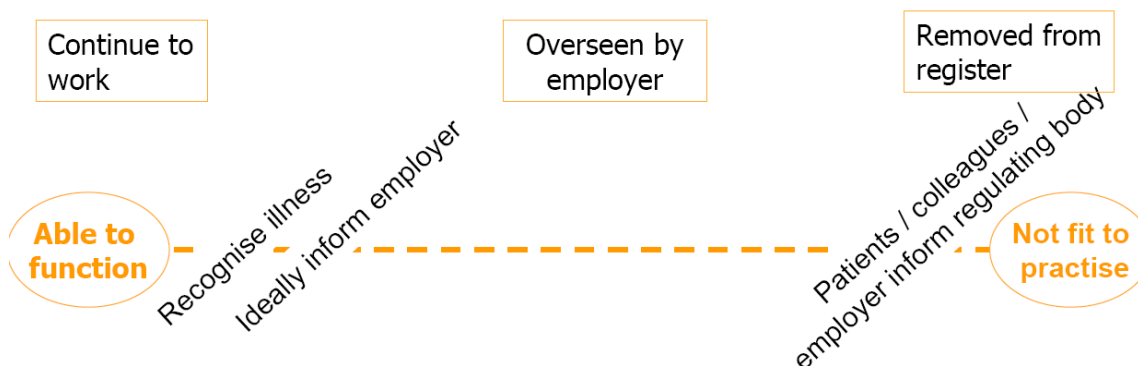 Continue to
work
Overseen by
employer
Removed from
register
Able to
function
Recognise illness
Ideally inform employer
Patients / colleagues /
employer inform regulating body
Not fit to
practise